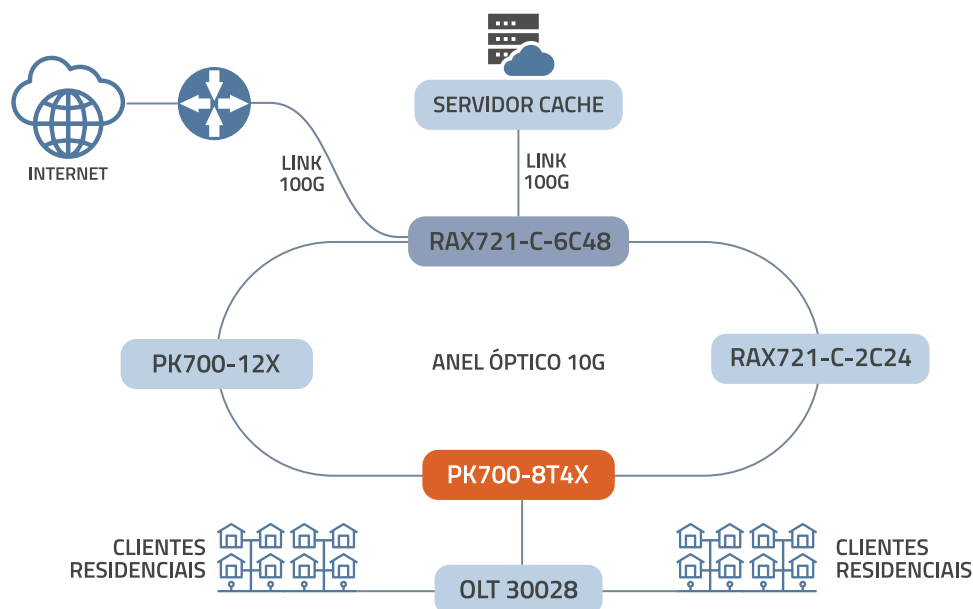 SERVIDOR CACHE
INTERNET
LINK
100G
LINK
100G
RAX721-C-6C48
PK700-12X
ANEL ÓPTICO 10G
RAX721-C-2C24
PK700-8T4X
CLIENTES
RESIDENCIAIS
OLT 30028
CLIENTES
RESIDENCIAIS